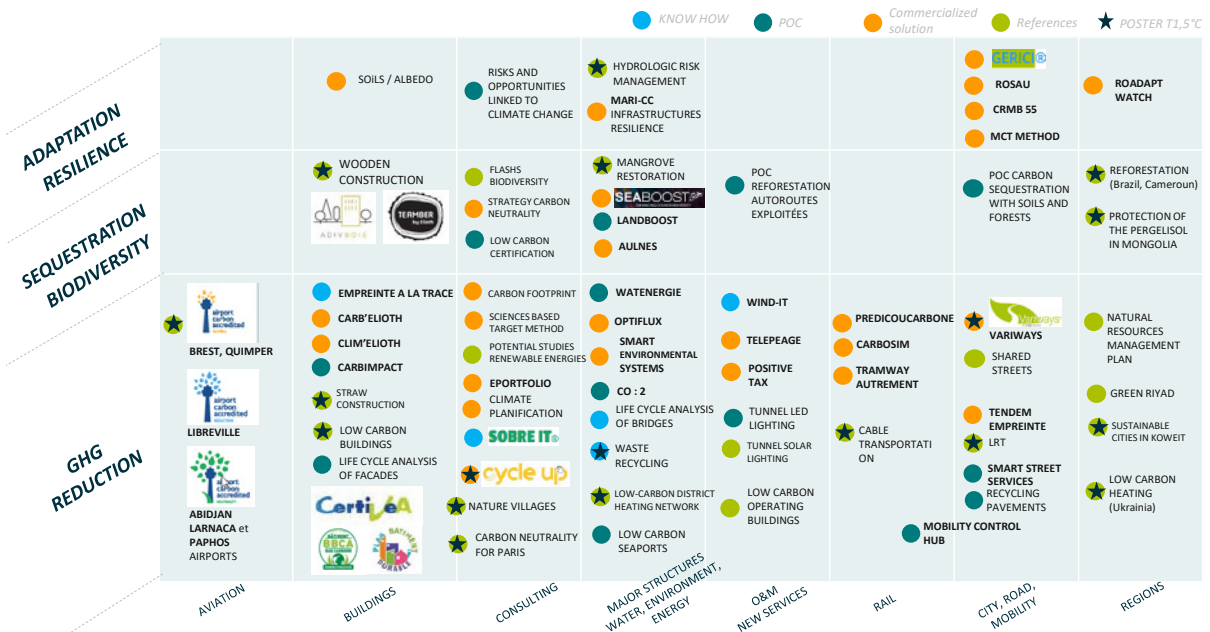 KNOW HOW
POC
Commercialized
solution
References
POSTER T1,5°C
ADAPTATION
RESILIENCE
SOILS / ALBEDO
RISKS AND
OPPORTUNITIES
LINKED TO
CLIMATE CHANGE
HYDROLOGIC RISK
MANAGEMENT
MARI-CC
INFRASTRUCTURES
RESILIENCE
GERICI®
ROSAU
CRMB 55
MCT METHOD
ROADAPT
WATCH
SEQUESTRATION
BIODIVERSITY
WOODEN
CONSTRUCTION
ADIVBOIS
TEAMBER
by Elioth
FLASHS
BIODIVERSITY
STRATEGY CARBON
NEUTRALITY
LOW CARBON
CERTIFICATION
MANGROVE
RESTORATION
SEABOOST
LANDBOOST
AULNES
POC
REFORESTATION
AUTOROUTES
EXPLOITÉES
POC CARBON
SEQUESTRATION
WITH SOILS AND
FORESTS
REFORESTATION
(Brazil, Cameroun)
PROTECTION OF
THE PERGELISOL
IN MONGOLIA
GHG
REDUCTION
airport
carbon
accredited
BREST, QUIMPER
airport
carbon
accredited
LIBREVILLE
airport
carbon
accredited
ABIDJAN
LARNACA et
PAPHOS
AIRPORTS
EMPREINTE A LA TRACE
CARB'ELIOTH
CLIM'ELIOTH
CARBIMPACT
STRAW
CONSTRUCTION
LOW CARBON
BUILDINGS
LIFE CYCLE ANALYSIS
OF FACADES
CertivéA
BBCA
PLAN BATIMENT
DURABLE
CARBON FOOTPRINT
SCIENCES BASED
TARGET METHOD
POTENTIAL STUDIES
RENEWABLE ENERGIES
EPORTFOLIO
CLIMATE
PLANIFICATION
SOBRE IT®
cycle up
NATURE VILLAGES
CARBON NEUTRALITY
FOR PARIS
WATENERGIE
OPTIFLUX
SMART
ENVIRONMENTAL
SYSTEMS
CO : 2
LIFE CYCLE ANALYSIS
OF BRIDGES
WASTE
RECYCLING
LOW-CARBON DISTRICT
HEATING NETWORK
LOW CARBON
SEAPORTS
WIND-IT
TELEPEAGE
POSITIVE
TAX
TUNNEL LED
LIGHTING
TUNNEL SOLAR
LIGHTING
LOW CARBON
OPERATING
BUILDINGS
PREDICOUCARBONE
CARBOSIM
TRAMWAY
AUTREMENT
CABLE
TRANSPORTATI
ON
MOBILITY CONTROL
HUB
Variways
VARIWAYS
SHARED
STREETS
TENDEM
EMPREINTE
LRT
SMART STREET
SERVICES
RECYCLING
PAVEMENTS
NATURAL
RESOURCES
MANAGEMENT
PLAN
GREEN RIYAD
SUSTAINABLE
CITIES IN KOWEIT
LOW CARBON
HEATING
(Ukrainia)
AVIATION
BUILDINGS
CONSULTING
MAJOR STRUCTURES
WATER, ENVIRONMENT,
ENERGY
O&M
NEW SERVICES
RAIL
CITY, ROAD,
MOBILITY
REGIONS